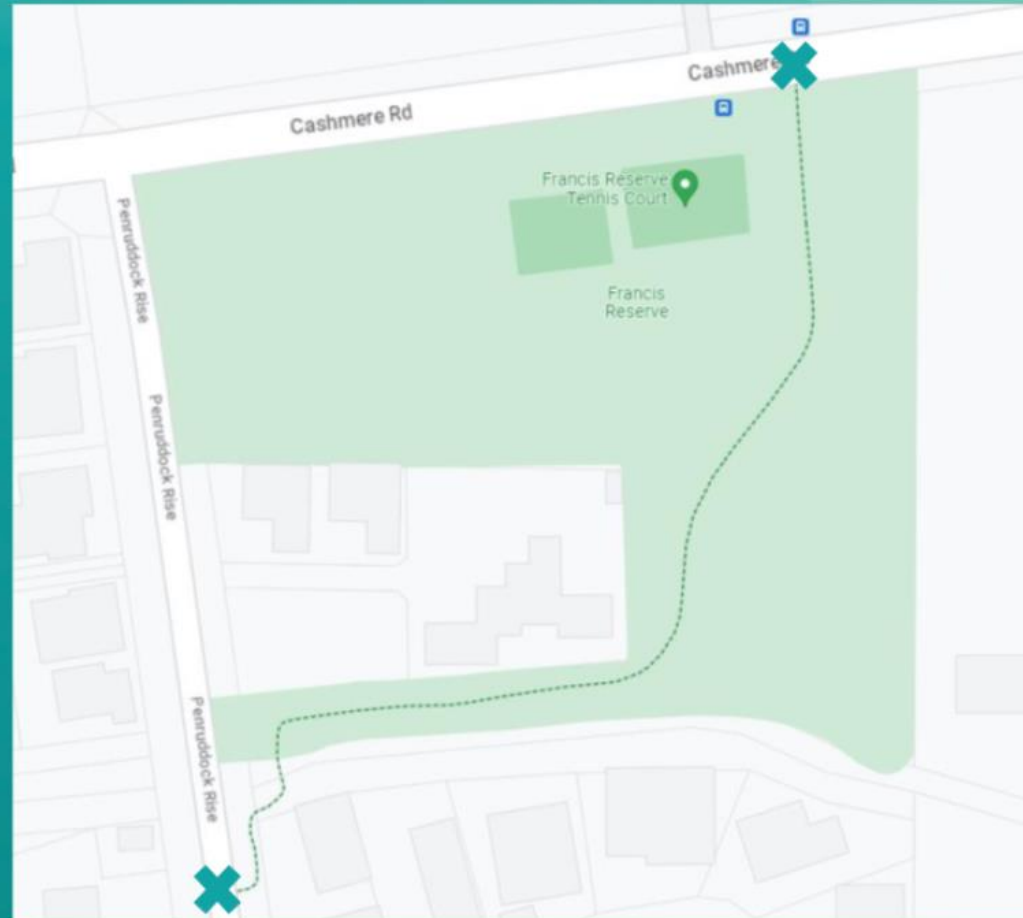 Cashmere
Cashmere Rd
Francis Reserve
Tennis Court
Penruddock Rise
Francis
Reserve
Penruddock Rise
Penruddock Rise